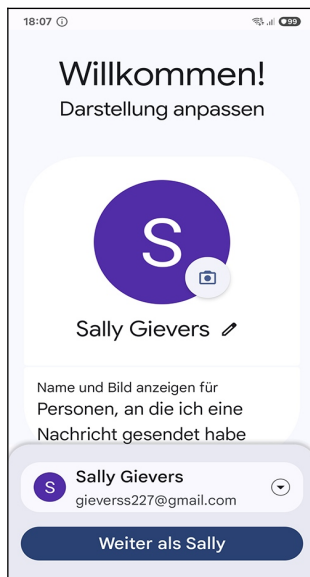 18:07
99
Willkommen!
Darstellung anpassen
S
Sally Gievers
Name und Bild anzeigen für
Personen, an die ich eine
Nachricht gesendet habe
S
Sally Gievers
gieverss227@gmail.com
Weiter als Sally